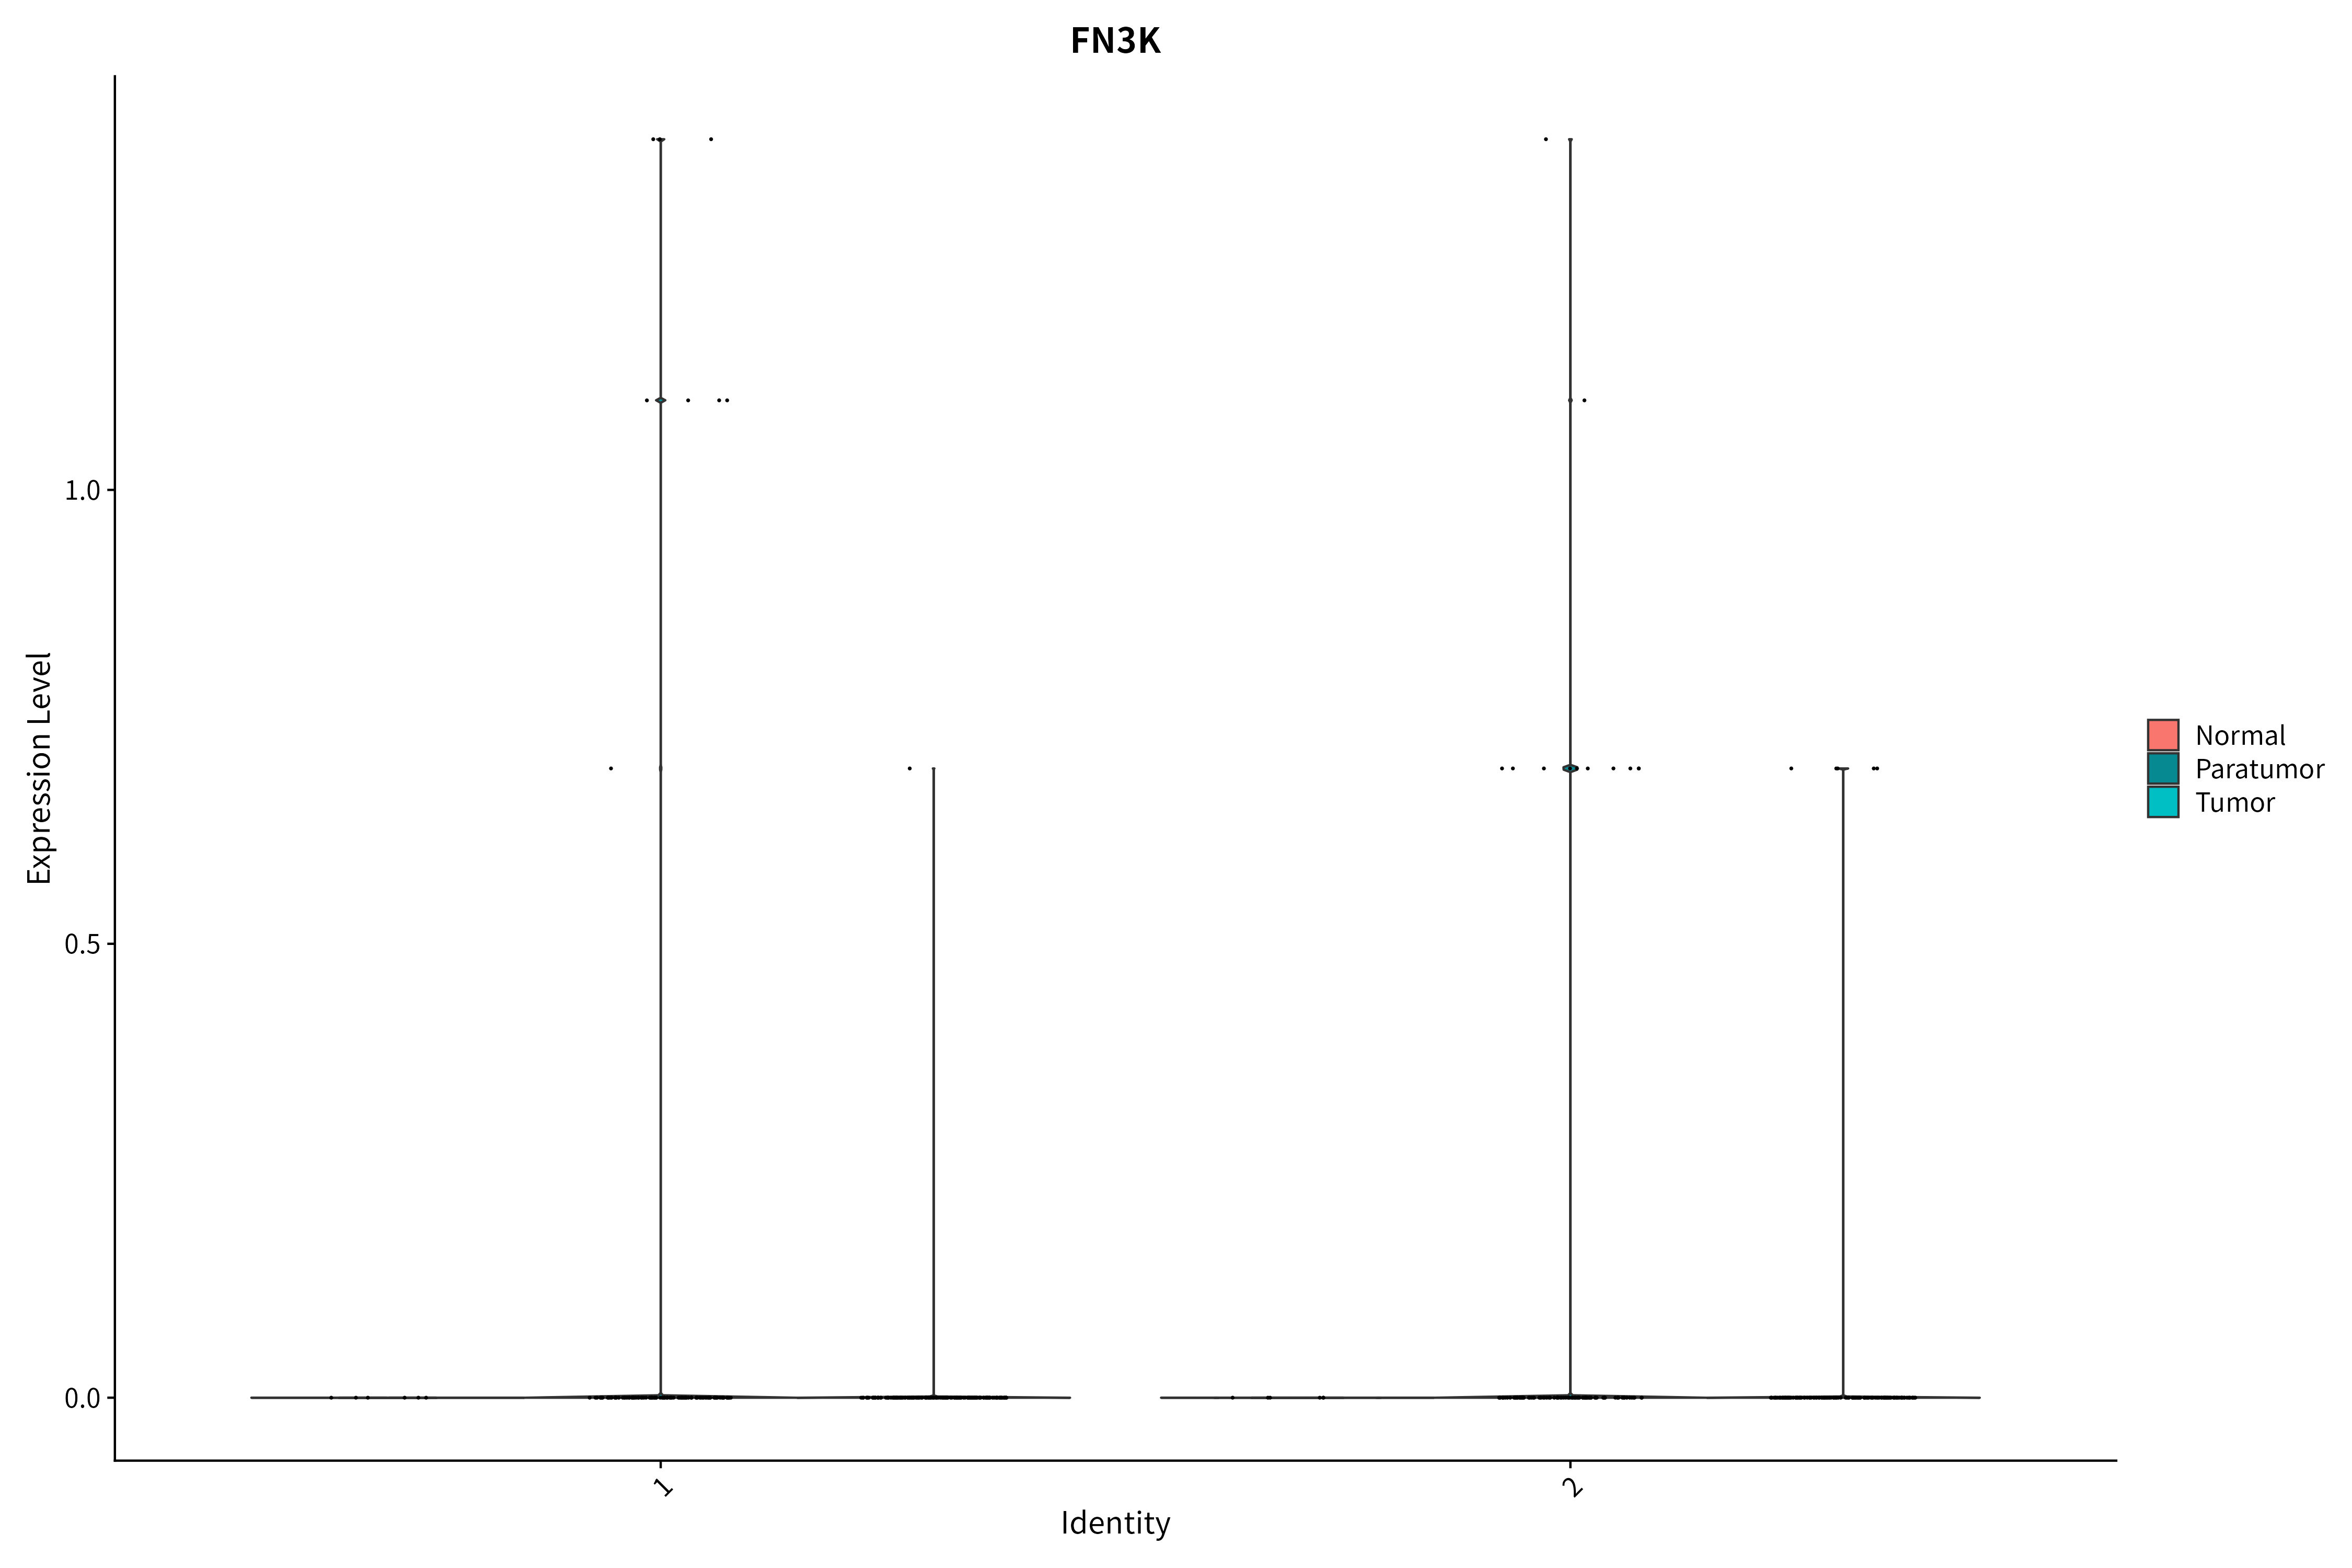 FN3K
Expression Level
1.0
0.5
0.0
1
2
Identity
Normal
Paratumor
Tumor